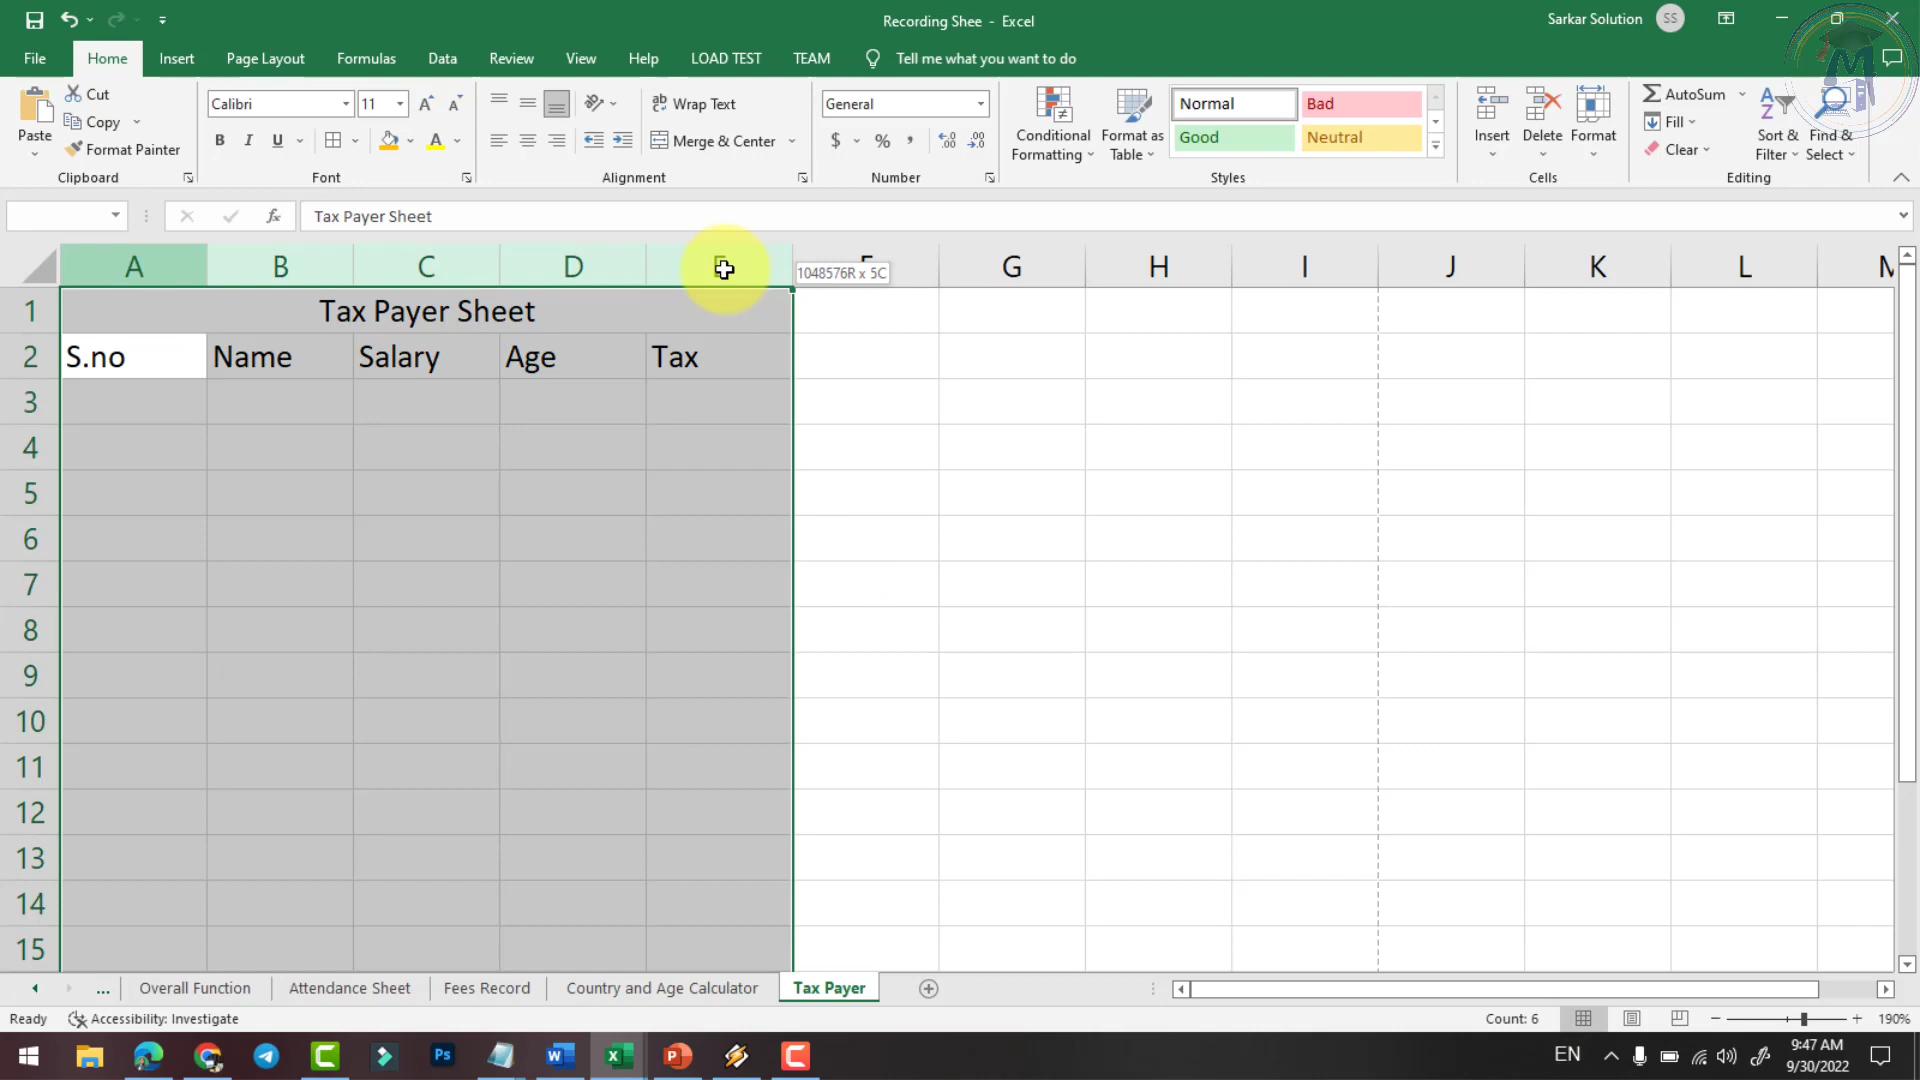 Recording Shee - Excel
Sarkar Solution SS
File Home Insert Page Layout Formulas Data Review View Help LOAD TEST TEAM Tell me what you want to do
Paste
Cut
Copy
Format Painter
Clipboard
Calibri 11
B I U
Font
Wrap Text
Merge & Center
Alignment
General
$ % ,
Number
Conditional Formatting
Format as Table
Normal Bad
Good Neutral
Styles
Insert Delete Format
Cells
AutoSum
Fill
Clear
Sort & Filter
Find & Select
Editing
fx Tax Payer Sheet
A B C D E F G H I J K L M
1048576R x 5C
1 Tax Payer Sheet
2 S.no Name Salary Age Tax
3
4
5
6
7
8
9
10
11
12
13
14
15
... Overall Function Attendance Sheet Fees Record Country and Age Calculator Tax Payer
Ready Accessibility: Investigate Count: 6 190%
EN 9:47 AM
9/30/2022